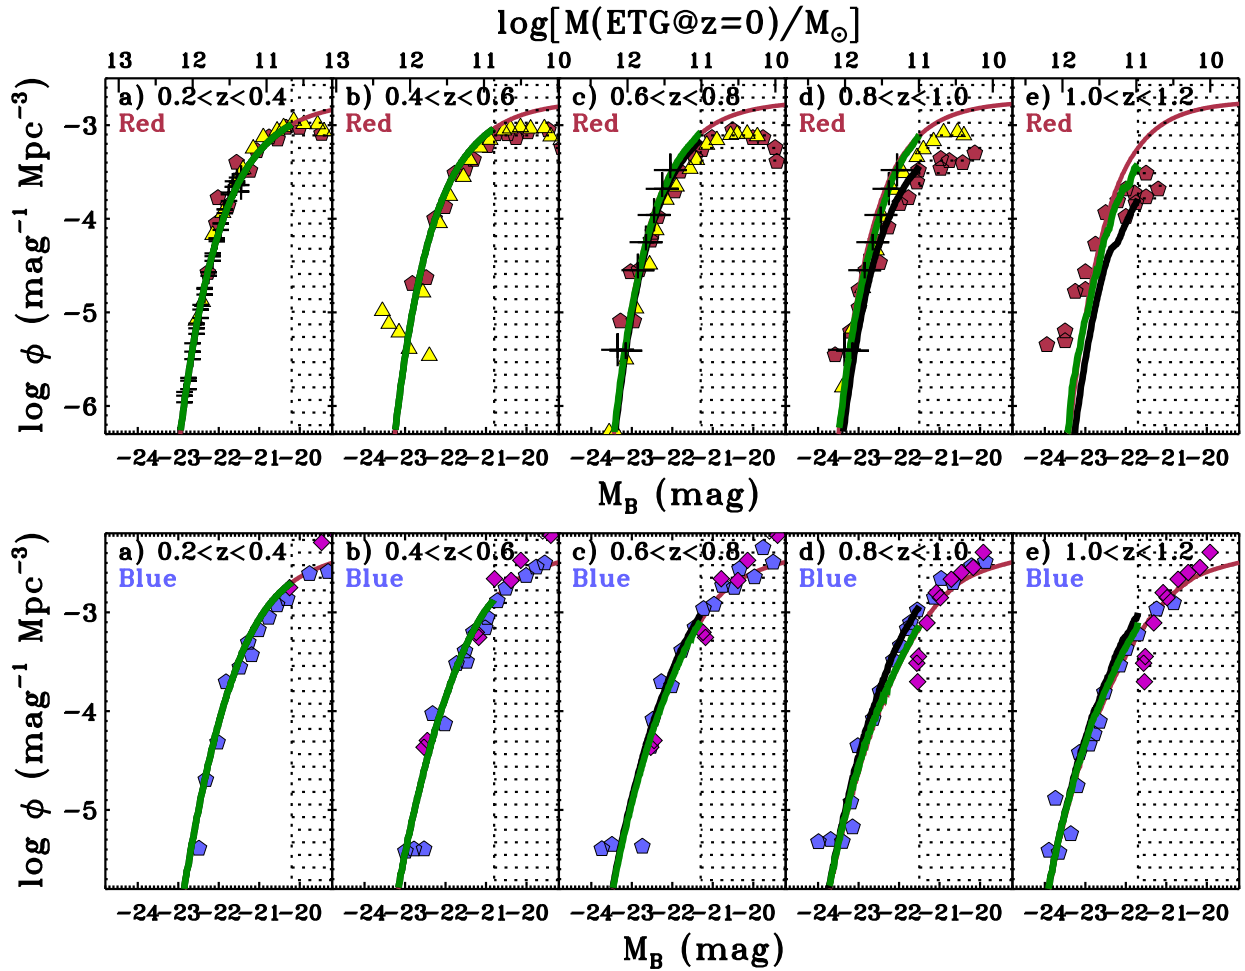 log[M(ETG@z=0)/M⊙]
13 12 11 13 12 11 10 12 11 10 12 11 10 12 11 10
a) 0.2<z<0.4 b) 0.4<z<0.6 c) 0.6<z<0.8 d) 0.8<z<1.0 e) 1.0<z<1.2
Red Red Red Red Red
−3
−4
−5
−6
log ϕ (mag⁻¹ Mpc⁻³)
−24−23−22−21−20 −24−23−22−21−20 −24−23−22−21−20 −24−23−22−21−20 −24−23−22−21−20
M_B (mag)
a) 0.2<z<0.4 b) 0.4<z<0.6 c) 0.6<z<0.8 d) 0.8<z<1.0 e) 1.0<z<1.2
Blue Blue Blue Blue Blue
−3
−4
−5
log ϕ (mag⁻¹ Mpc⁻³)
−24−23−22−21−20 −24−23−22−21−20 −24−23−22−21−20 −24−23−22−21−20 −24−23−22−21−20
M_B (mag)